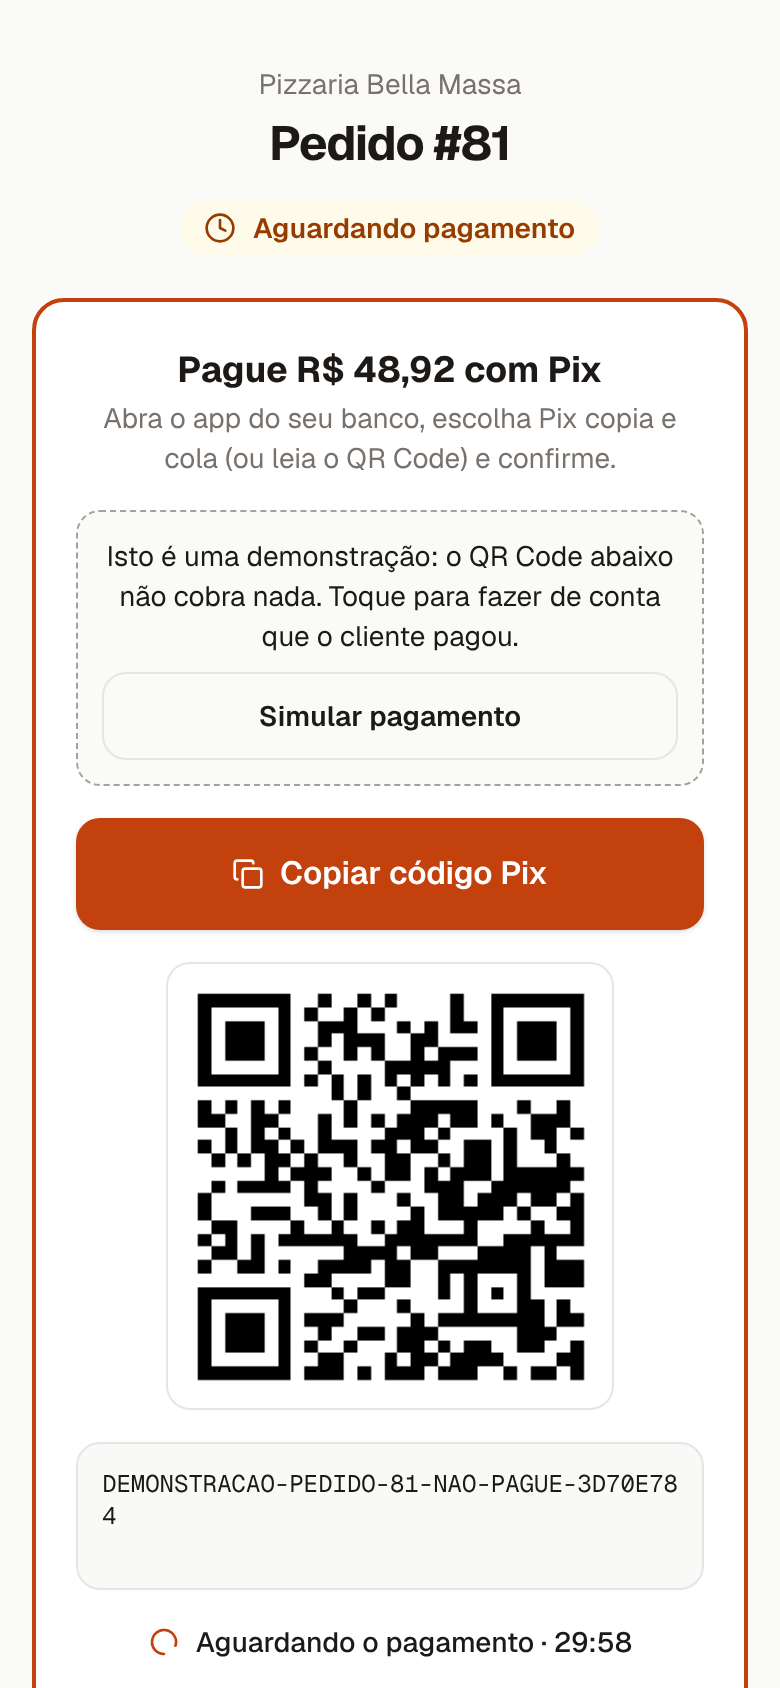 Pizzaria Bella Massa
Pedido #81
Aguardando pagamento
Pague R$ 48,92 com Pix
Abra o app do seu banco, escolha Pix copia e
cola (ou leia o QR Code) e confirme.
Isto é uma demonstração: o QR Code abaixo
não cobra nada. Toque para fazer de conta
que o cliente pagou.
Simular pagamento
Copiar código Pix
DEMONSTRACAO-PEDIDO-81-NAO-PAGUE-3D70E78
4
Aguardando o pagamento · 29:58